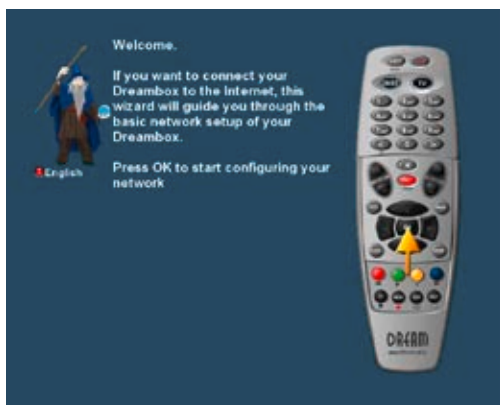 Welcome.
If you want to connect your
Dreambox to the Internet, this
wizard will guide you through the
basic network setup of your
Dreambox.
Press OK to start configuring your
network
English
TV
DREAM